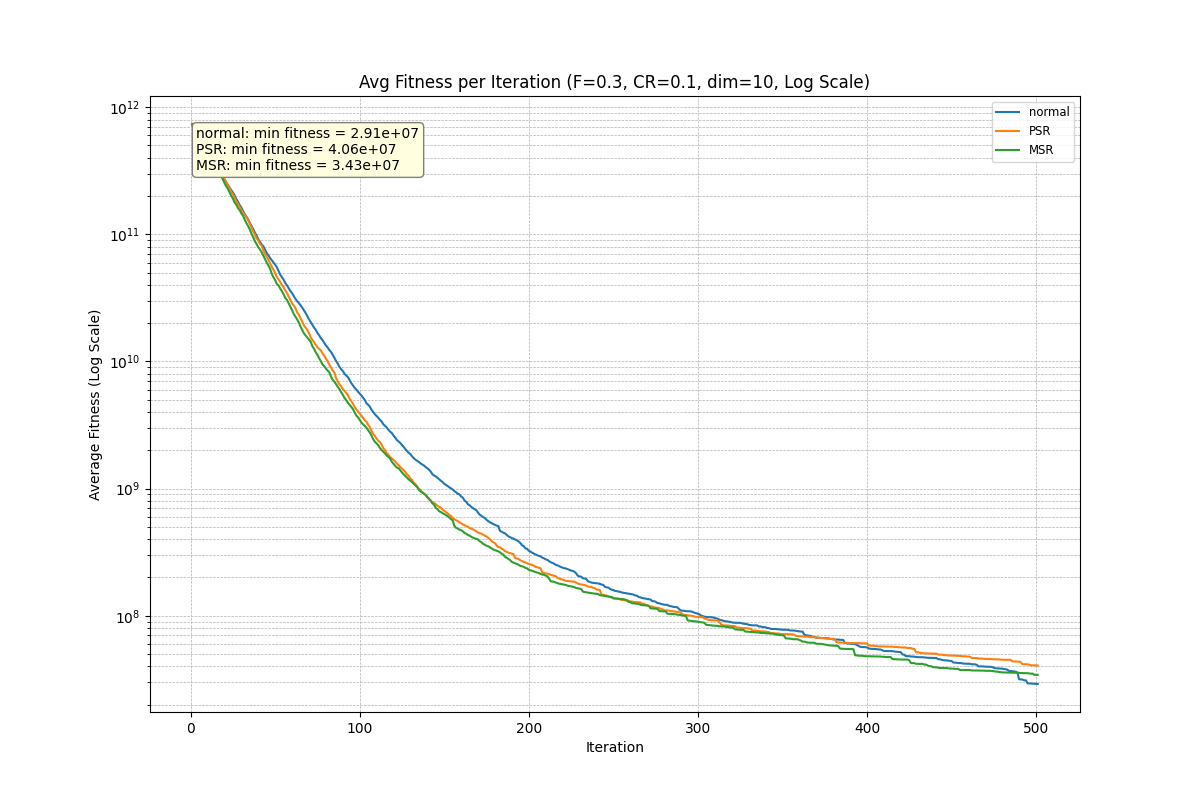 Avg Fitness per Iteration (F=0.3, CR=0.1, dim=10, Log Scale)
normal: min fitness = 2.91e+07
PSR: min fitness = 4.06e+07
MSR: min fitness = 3.43e+07
normal
PSR
MSR
Average Fitness (Log Scale)
10¹²
10¹¹
10¹⁰
10⁹
10⁸
0 100 200 300 400 500
Iteration